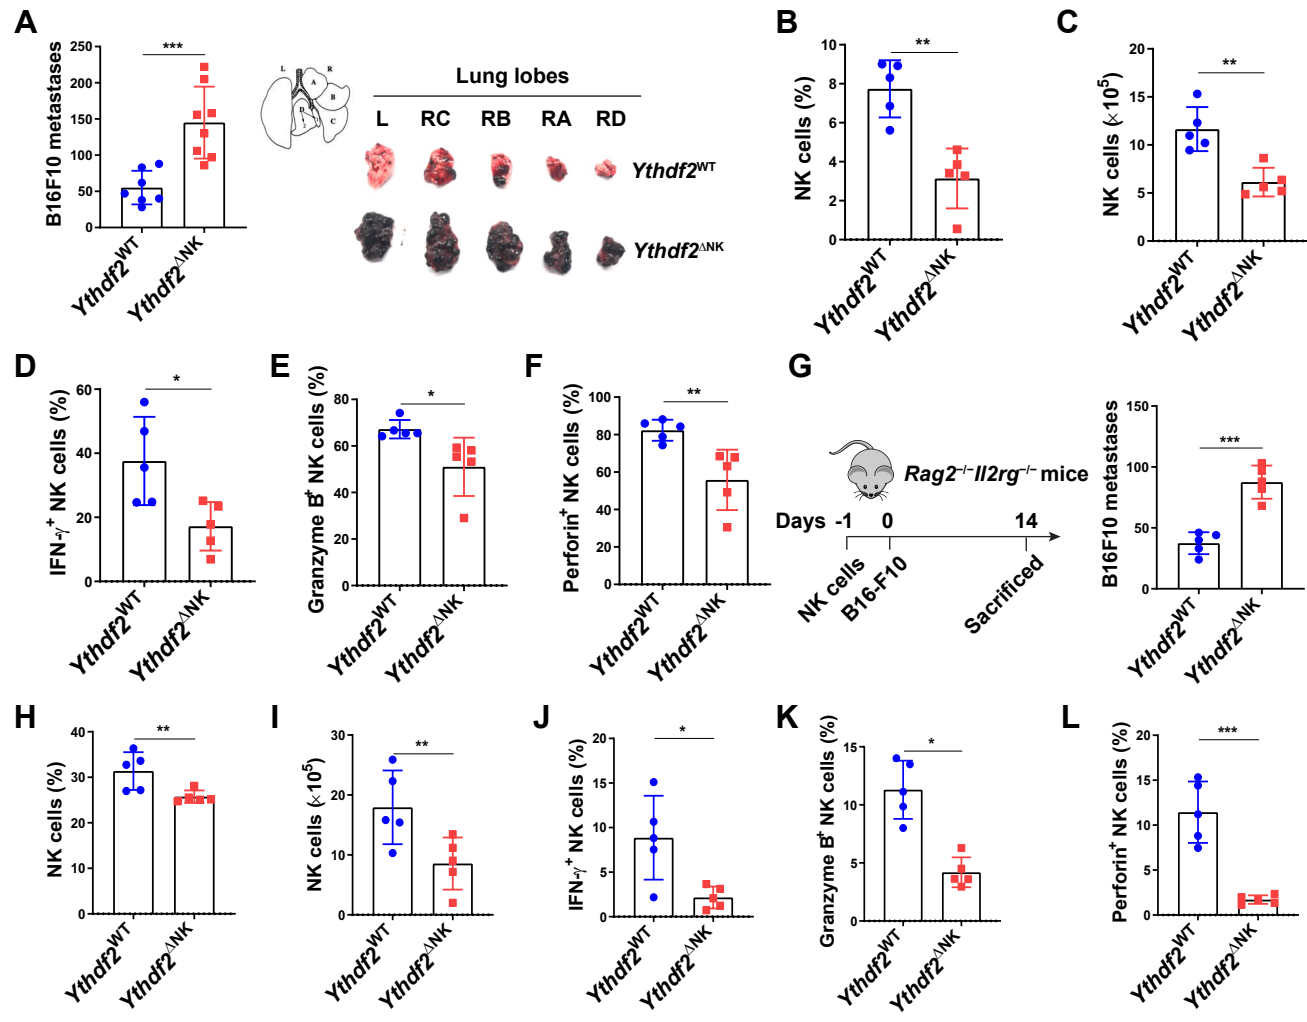 A
B16F10 metastases
250
200
150
100
50
0
***
Ythdf2WT
Ythdf2ΔNK
L R
A
B
C
D
Lung lobes
L RC RB RA RD
Ythdf2WT
Ythdf2ΔNK
B
NK cells (%)
10
8
6
4
2
0
**
Ythdf2WT
Ythdf2ΔNK
C
NK cells (×10⁵)
20
15
10
5
0
**
Ythdf2WT
Ythdf2ΔNK
D
IFN-γ⁺ NK cells (%)
60
40
20
0
*
Ythdf2WT
Ythdf2ΔNK
E
Granzyme B⁺ NK cells (%)
80
60
40
20
0
*
Ythdf2WT
Ythdf2ΔNK
F
Perforin⁺ NK cells (%)
100
80
60
40
20
0
**
Ythdf2WT
Ythdf2ΔNK
G
Rag2⁻/⁻Il2rg⁻/⁻ mice
Days -1 0 14
NK cells
B16-F10
Sacrificed
B16F10 metastases
150
100
50
0
***
Ythdf2WT
Ythdf2ΔNK
H
NK cells (%)
40
30
20
10
0
**
Ythdf2WT
Ythdf2ΔNK
I
NK cells (×10⁵)
30
20
10
0
**
Ythdf2WT
Ythdf2ΔNK
J
IFN-γ⁺ NK cells (%)
20
15
10
5
0
*
Ythdf2WT
Ythdf2ΔNK
K
Granzyme B⁺ NK cells (%)
15
10
5
0
*
Ythdf2WT
Ythdf2ΔNK
L
Perforin⁺ NK cells (%)
20
15
10
5
0
***
Ythdf2WT
Ythdf2ΔNK